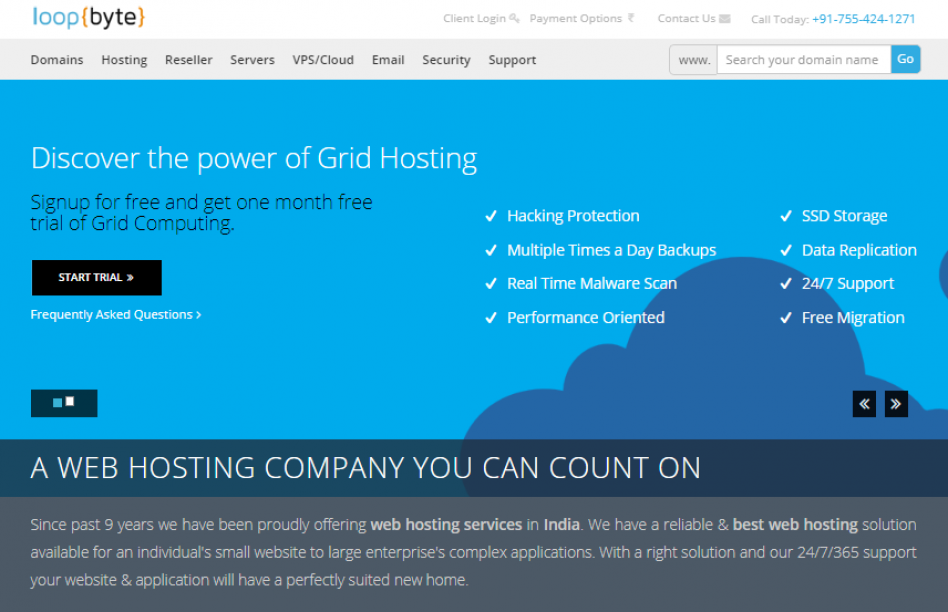 loop{byte}
Client Login Payment Options ₹ Contact Us Call Today: +91-755-424-1271
Domains Hosting Reseller Servers VPS/Cloud Email Security Support www. Search your domain name Go
Discover the power of Grid Hosting
Signup for free and get one month free
trial of Grid Computing.
START TRIAL »
Frequently Asked Questions ›
✓ Hacking Protection ✓ SSD Storage
✓ Multiple Times a Day Backups ✓ Data Replication
✓ Real Time Malware Scan ✓ 24/7 Support
✓ Performance Oriented ✓ Free Migration
« »
A WEB HOSTING COMPANY YOU CAN COUNT ON
Since past 9 years we have been proudly offering web hosting services in India. We have a reliable & best web hosting solution
available for an individual's small website to large enterprise's complex applications. With a right solution and our 24/7/365 support
your website & application will have a perfectly suited new home.